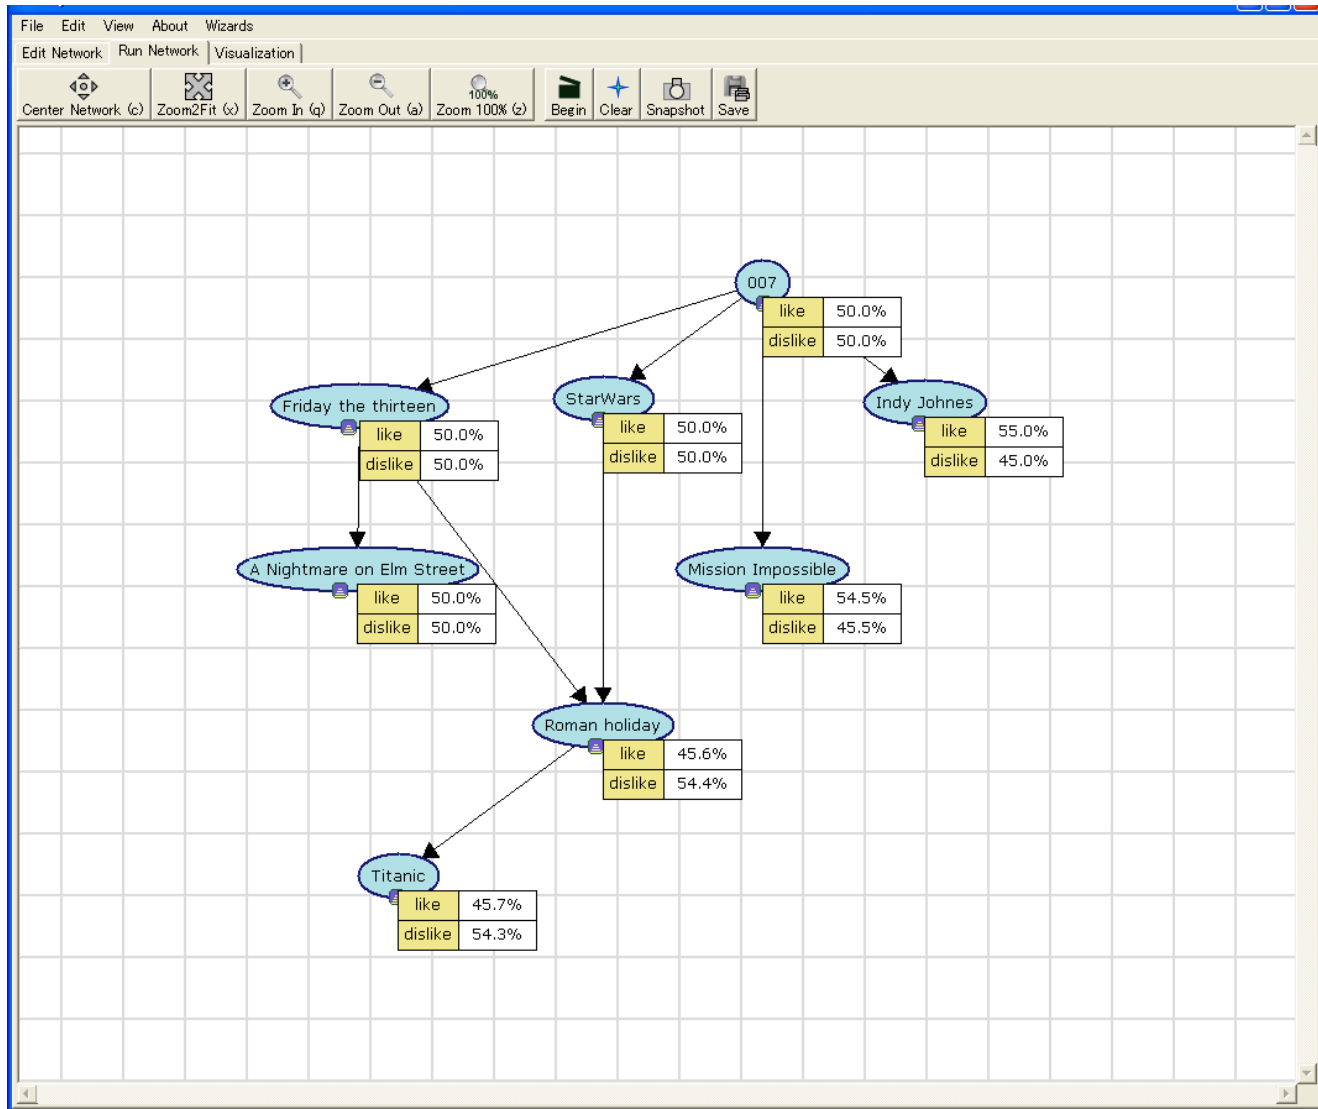 File Edit View About Wizards
Edit Network Run Network Visualization
Center Network (c) Zoom2Fit (x) Zoom In (q) Zoom Out (a) 100% Zoom 100% (z) Begin Clear Snapshot Save
007
like 50.0%
dislike 50.0%
Friday the thirteen
like 50.0%
dislike 50.0%
StarWars
like 50.0%
dislike 50.0%
Indy Johnes
like 55.0%
dislike 45.0%
A Nightmare on Elm Street
like 50.0%
dislike 50.0%
Mission Impossible
like 54.5%
dislike 45.5%
Roman holiday
like 45.6%
dislike 54.4%
Titanic
like 45.7%
dislike 54.3%